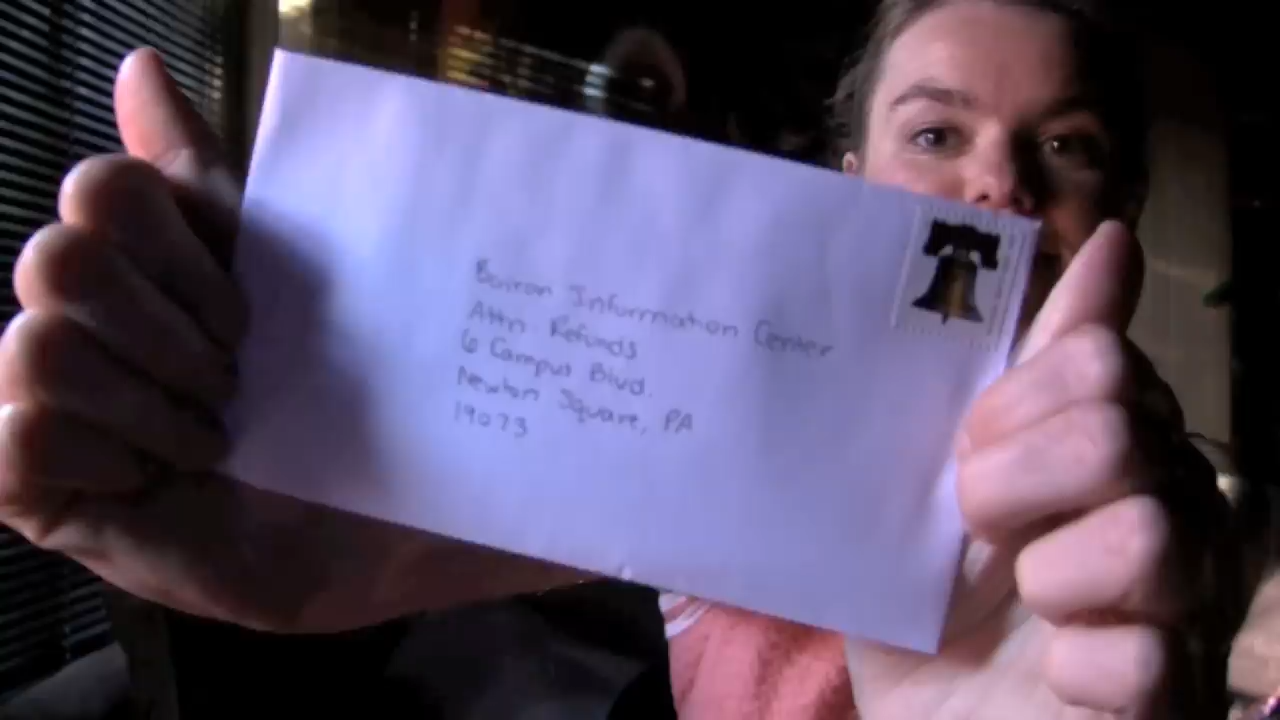 Boiron Information Center
Attn Refunds
6 Campus Blvd.
Newton Square, PA
19073